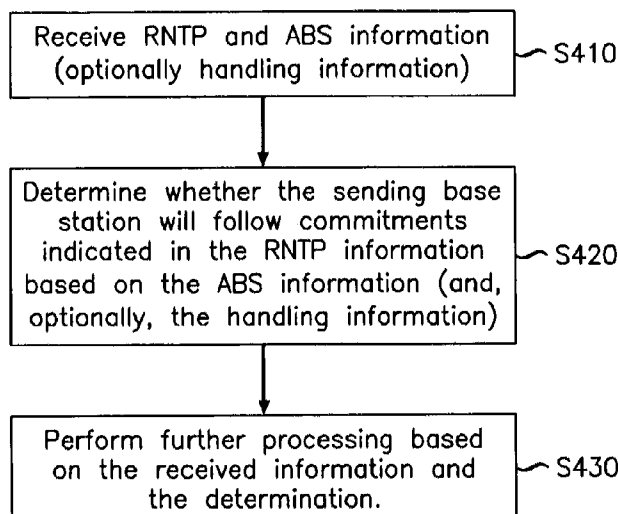 Receive RNTP and ABS information
(optionally handling information)
S410
Determine whether the sending base
station will follow commitments
indicated in the RNTP information
based on the ABS information (and,
optionally, the handling information)
S420
Perform further processing based
on the received information and
the determination.
S430